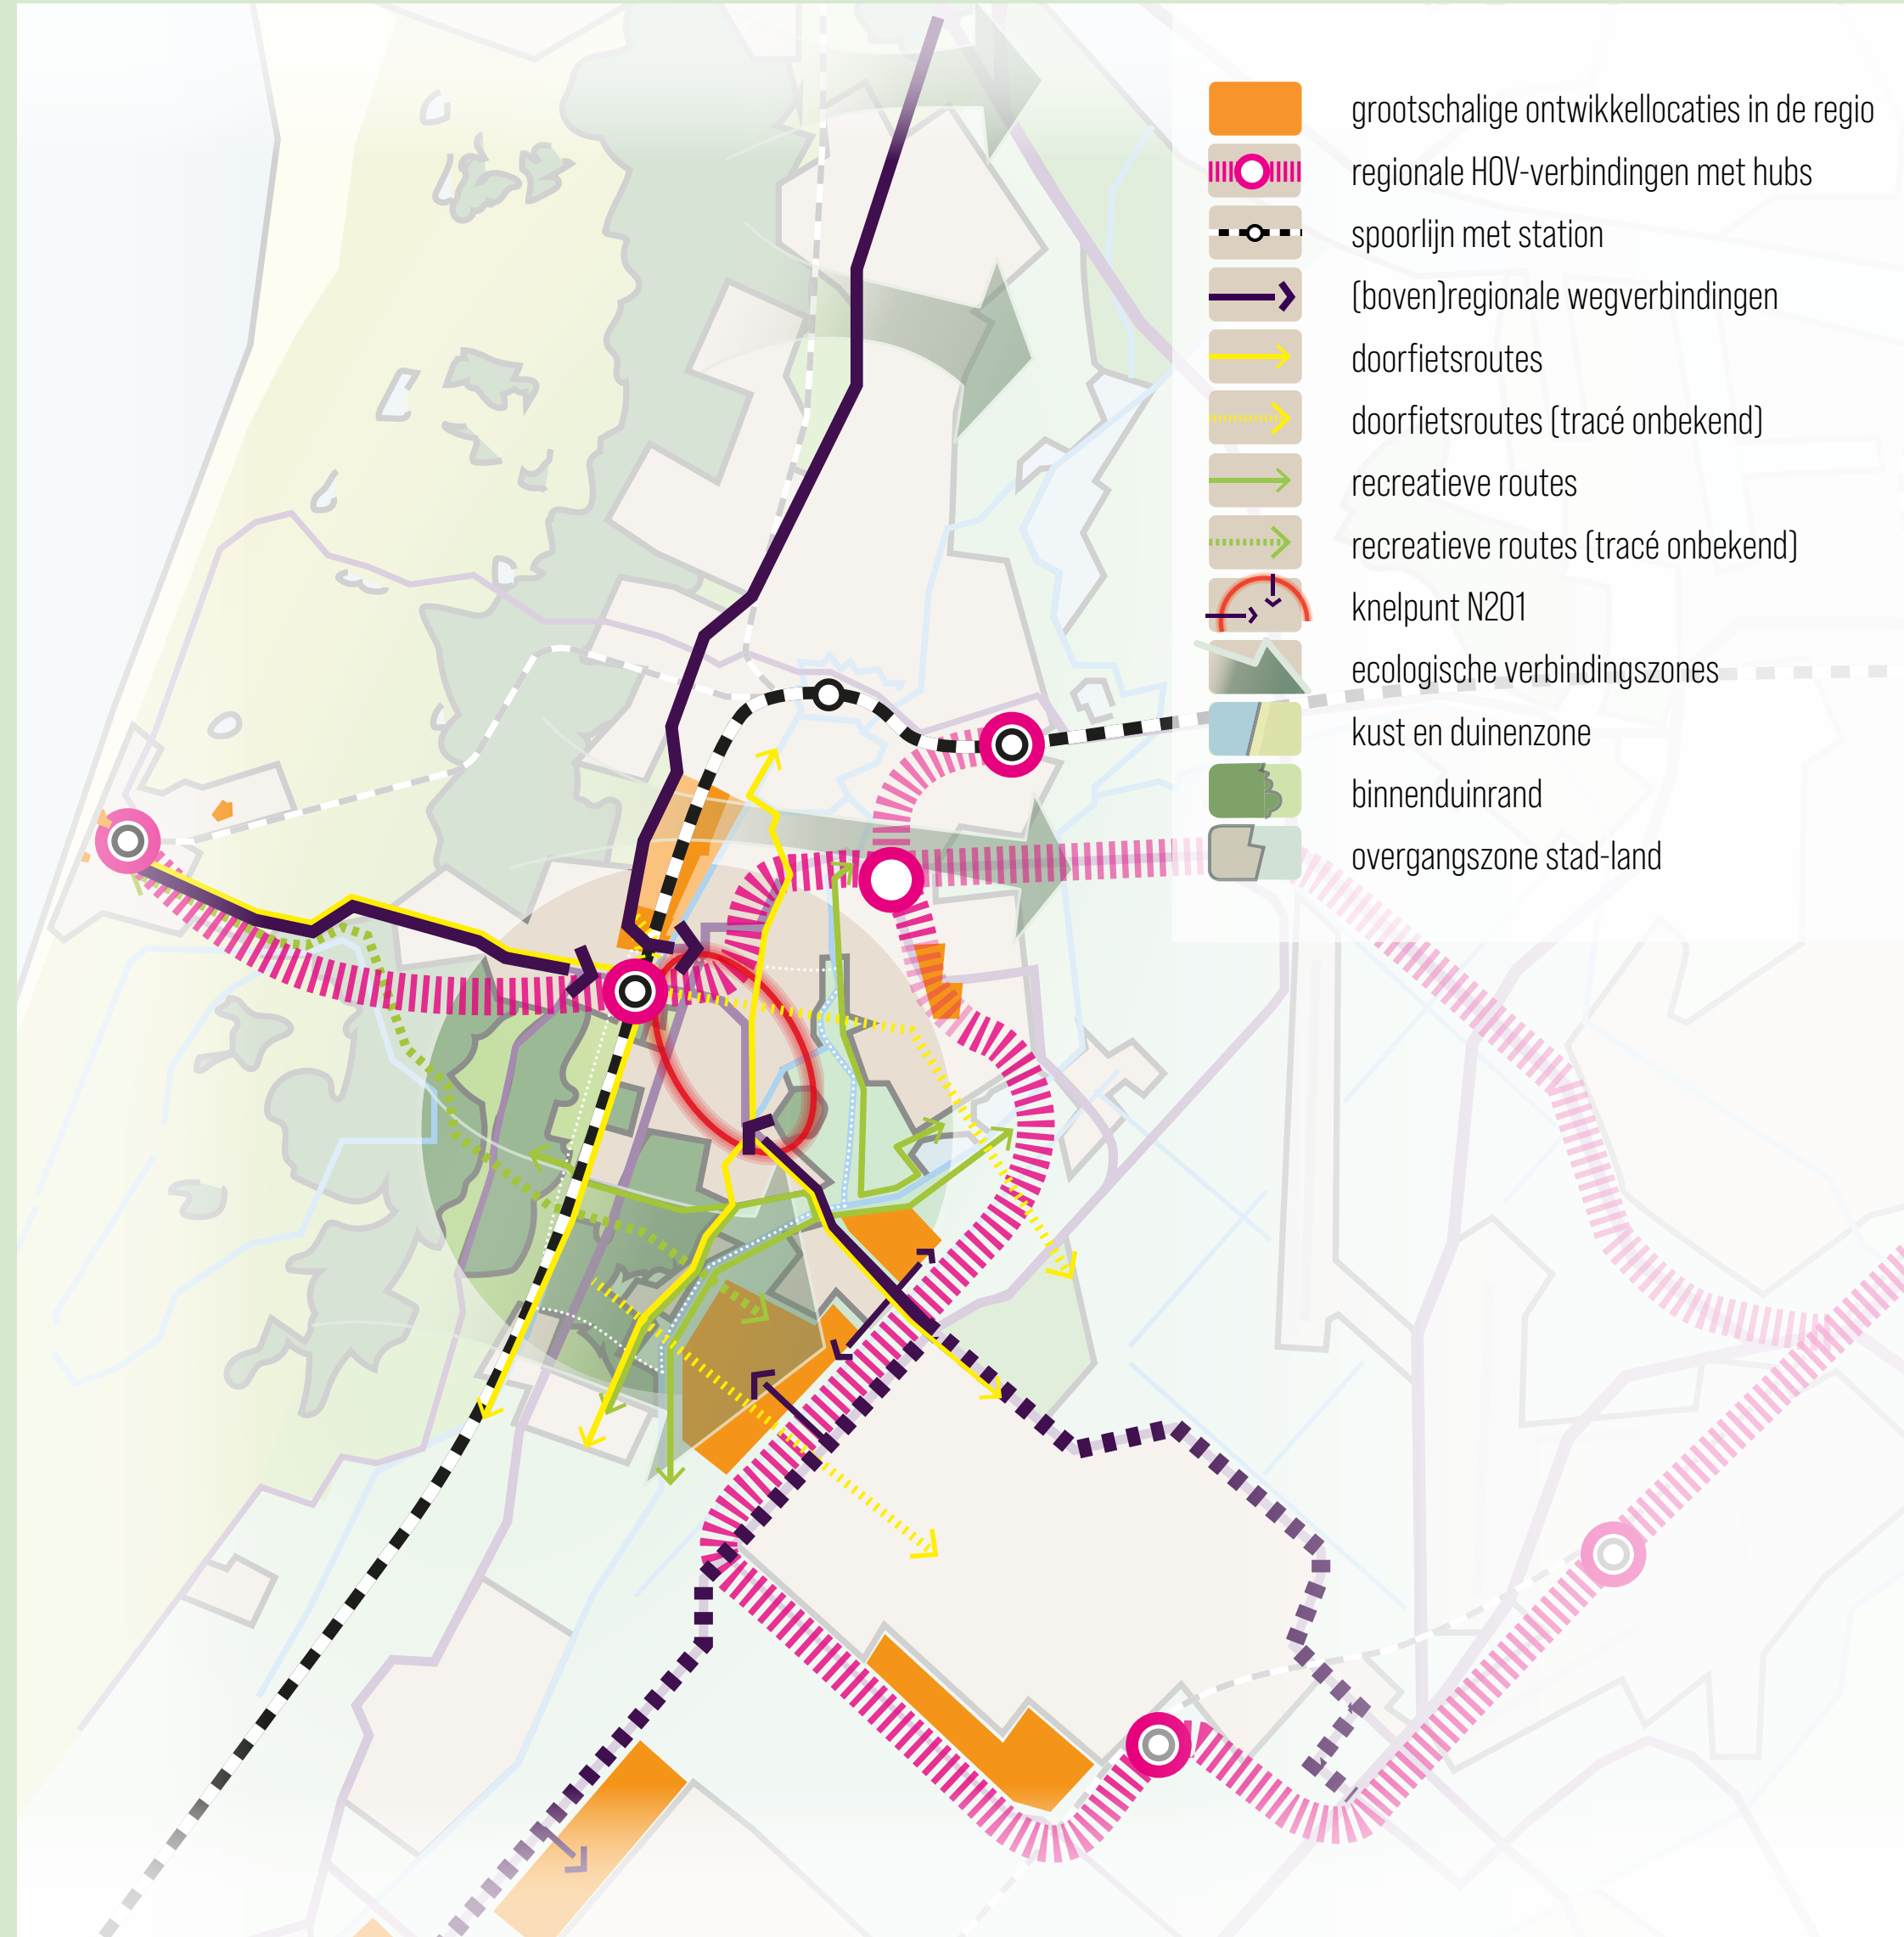 grootschalige ontwikkellocaties in de regio
regionale HOV-verbindingen met hubs
spoorlijn met station
(boven)regionale wegverbindingen
doorfietsroutes
doorfietsroutes (tracé onbekend)
recreatieve routes
recreatieve routes (tracé onbekend)
knelpunt N201
ecologische verbindingszones
kust en duinenzone
binnenduinrand
overgangszone stad-land